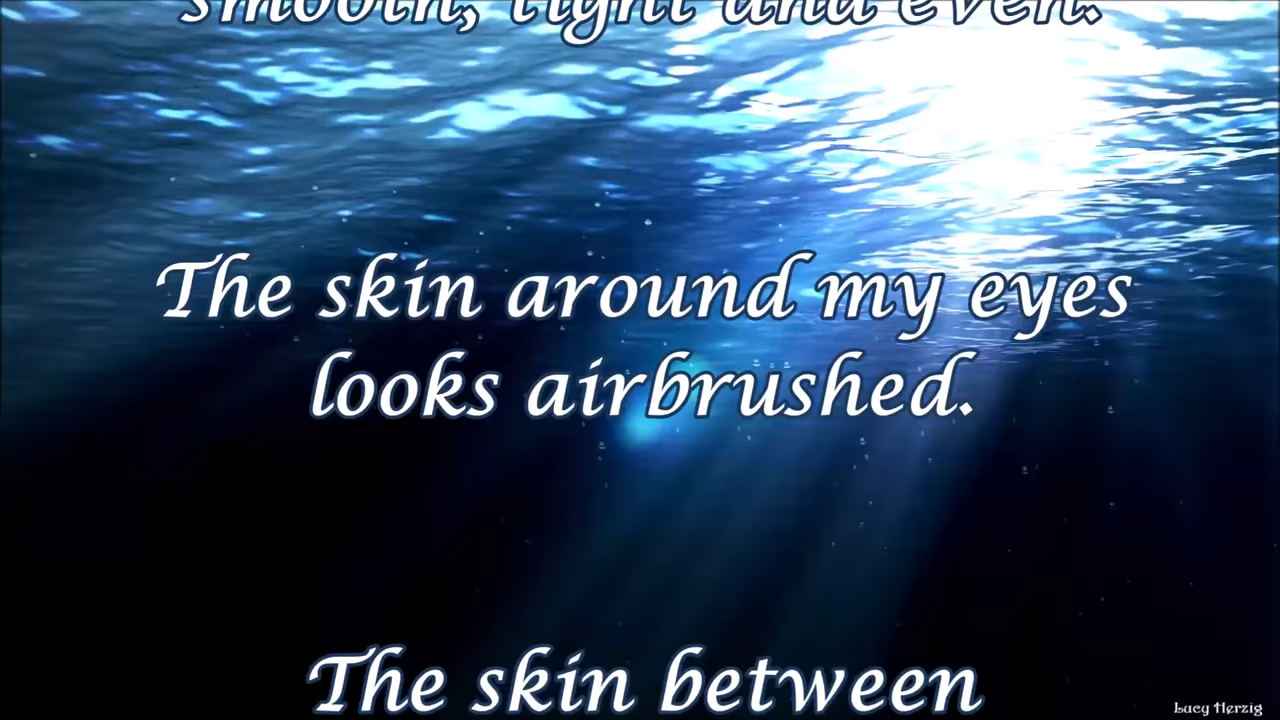 smooth, tight and even.
The skin around my eyes
looks airbrushed.
The skin between
Lucy Herzig